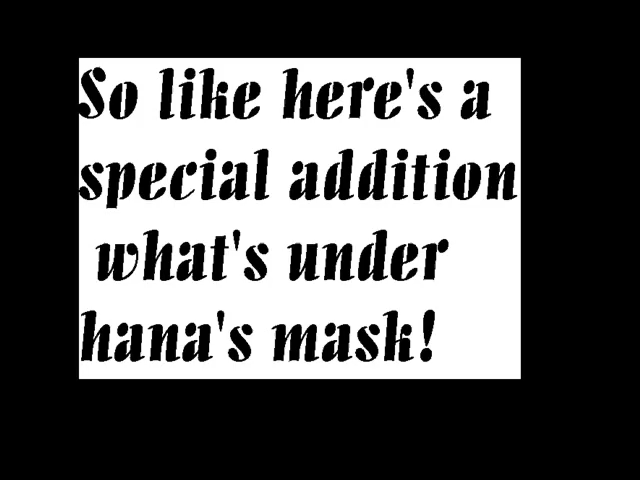 So like here's a
special addition
what's under
hana's mask!